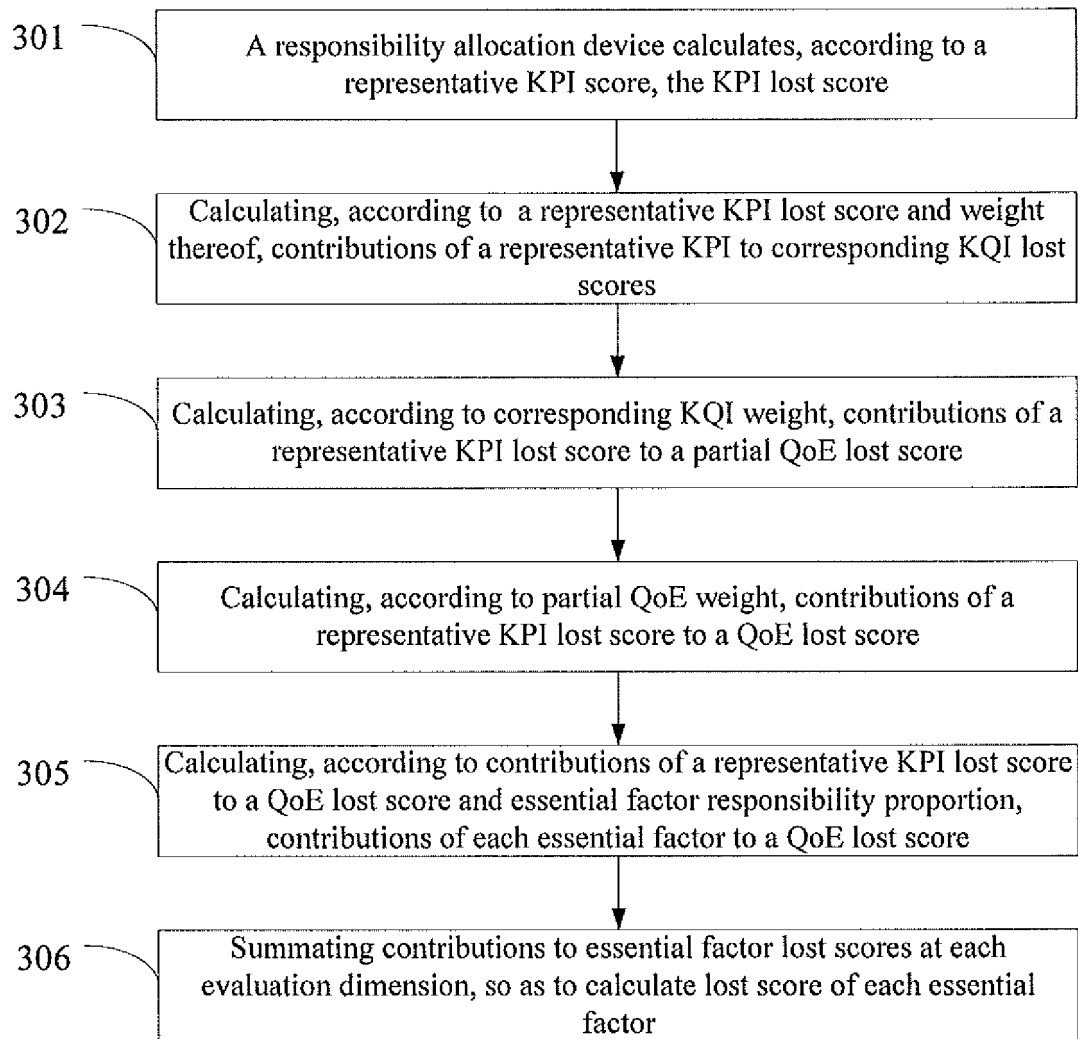 301
A responsibility allocation device calculates, according to a
representative KPI score, the KPI lost score
302
Calculating, according to a representative KPI lost score and weight
thereof, contributions of a representative KPI to corresponding KQI lost
scores
303
Calculating, according to corresponding KQI weight, contributions of a
representative KPI lost score to a partial QoE lost score
304
Calculating, according to partial QoE weight, contributions of a
representative KPI lost score to a QoE lost score
305
Calculating, according to contributions of a representative KPI lost score
to a QoE lost score and essential factor responsibility proportion,
contributions of each essential factor to a QoE lost score
306
Summating contributions to essential factor lost scores at each
evaluation dimension, so as to calculate lost score of each essential
factor